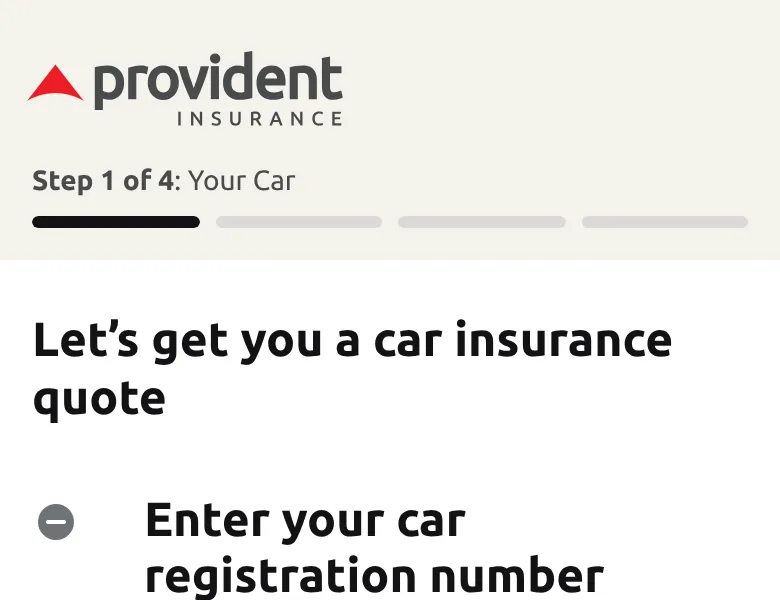 provident
INSURANCE
Step 1 of 4: Your Car
Let’s get you a car insurance
quote
Enter your car
registration number